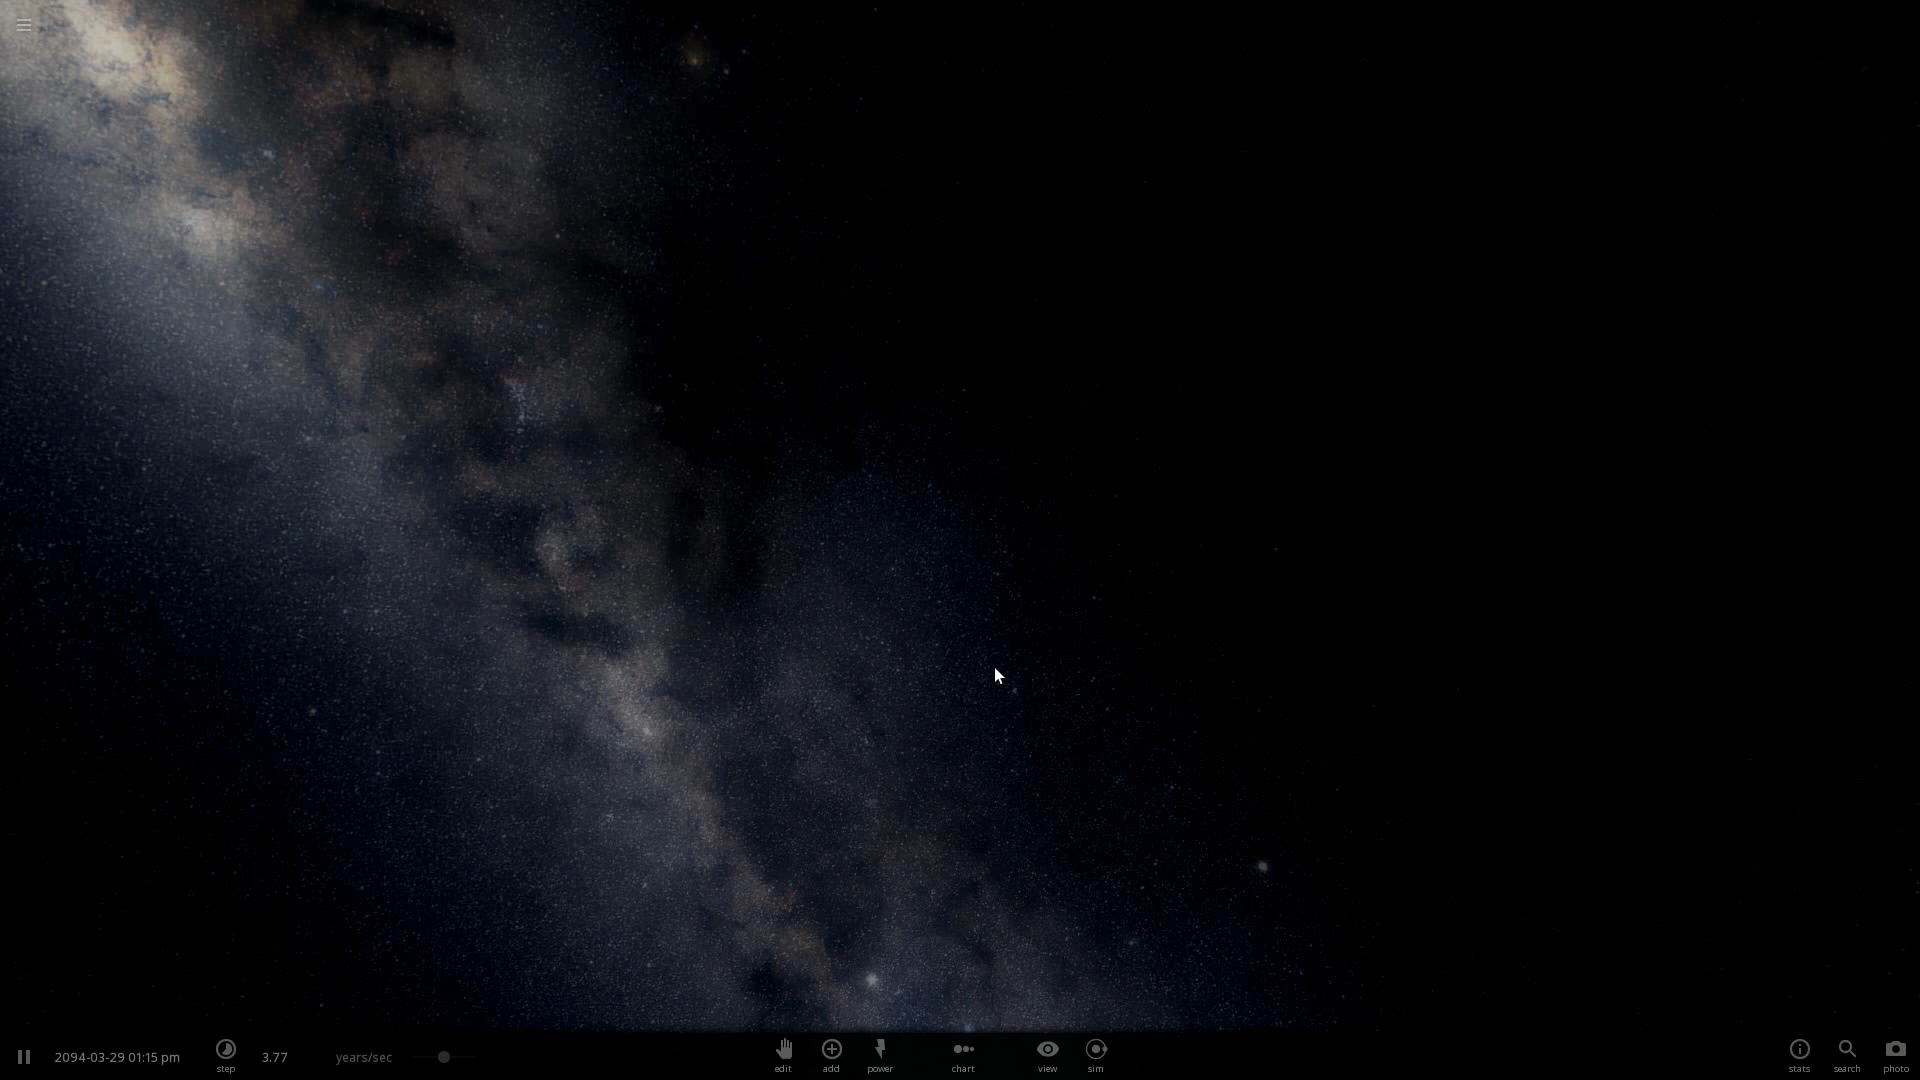 2094-03-29 01:15 pm
step
3.77
years/sec
edit
add
power
chart
view
sim
stats
search
photo